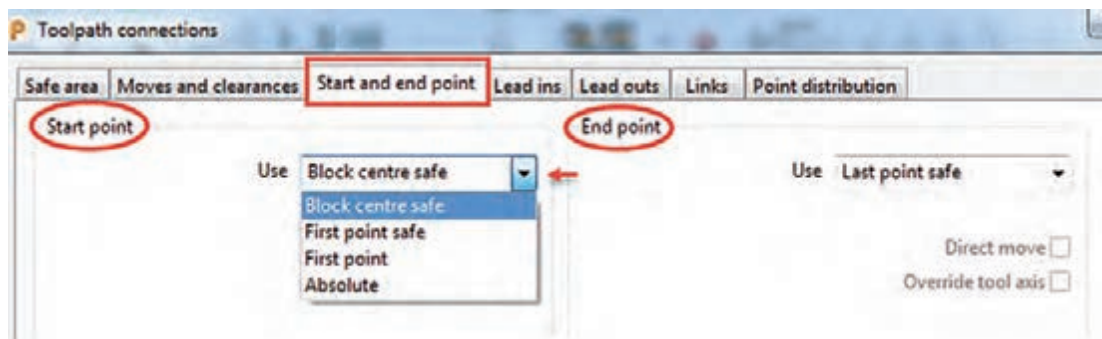 Toolpath connections
Safe area Moves and clearances Start and end point Lead ins Lead outs Links Point distribution
Start point
Use Block centre safe
Block centre safe
First point safe
First point
Absolute
End point
Use Last point safe
Direct move
Override tool axis